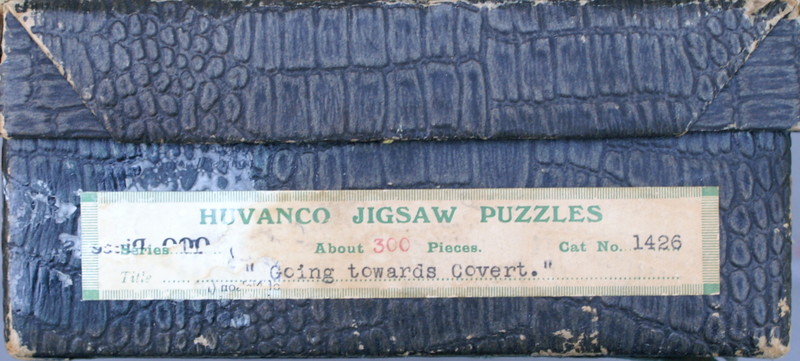 HUVANCO JIGSAW PUZZLES
Series About 300 Pieces. Cat No. 1426
Title "Going towards Covert."